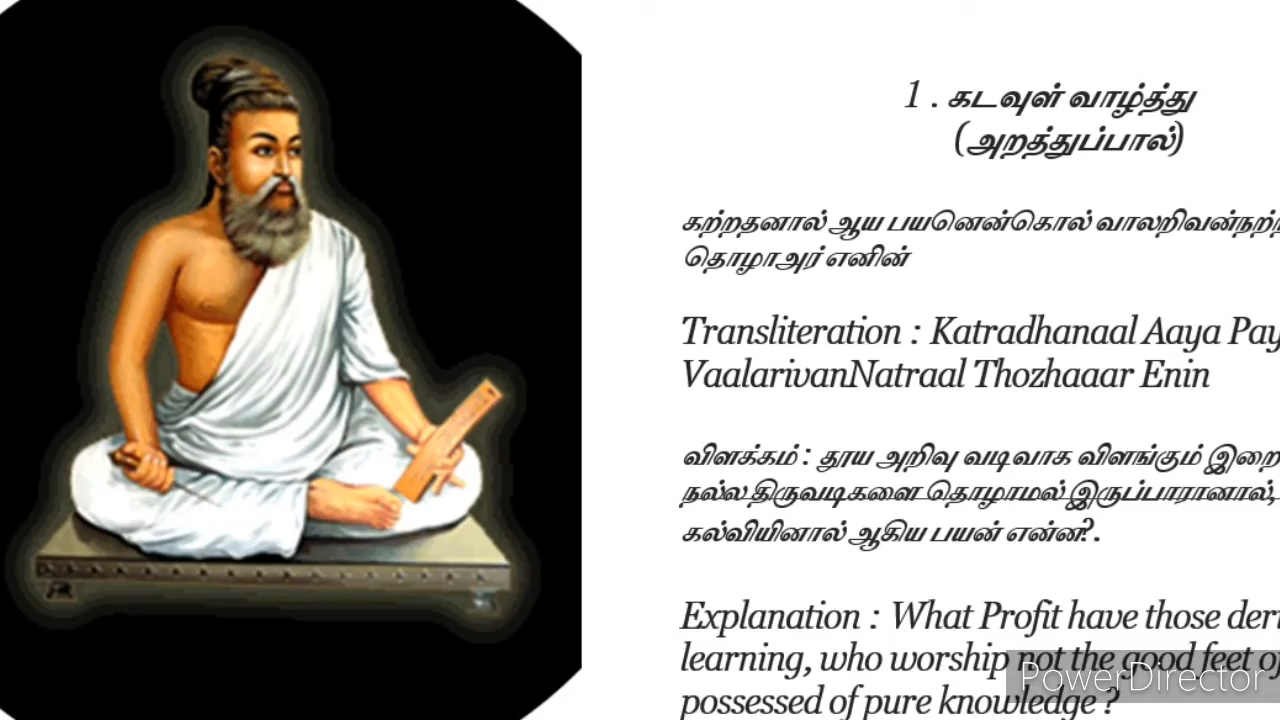 1 . கடவுள் வாழ்த்து
(அறத்துப்பால்)
கற்றதனால் ஆய பயனென்கொல் வாலறிவன்நற்
தொழாஅர் எனின்
Transliteration : Katradhanaal Aaya Pay
VaalarivanNatraal Thozhaaar Enin
விளக்கம் : தூய அறிவு வடிவாக விளங்கும் இறை
நல்ல திருவடிகளை தொழாமல் இருப்பாரானால்,
கல்வியினால் ஆகிய பயன் என்ன?.
Explanation : What Profit have those deri
learning, who worship not the good feet of
possessed of pure knowledge ?
PowerDirector